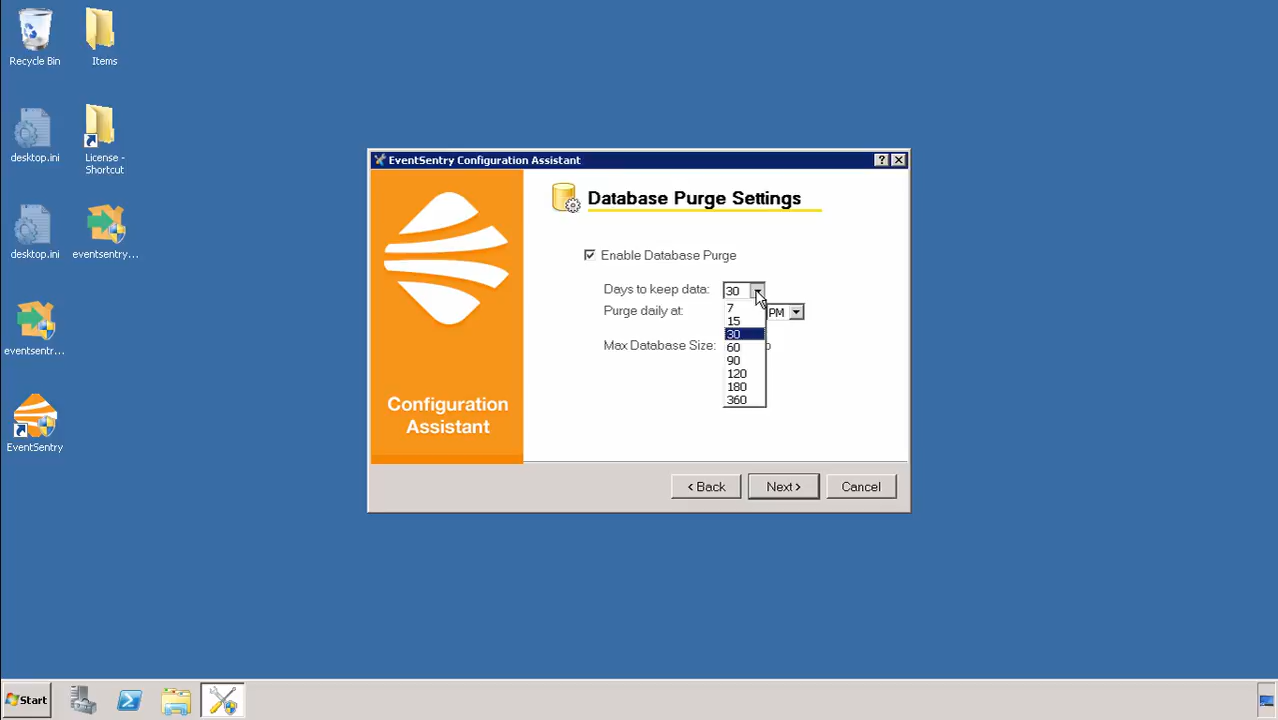 Recycle Bin
Items
desktop.ini
License -
Shortcut
desktop.ini
eventsentry...
eventsentry...
EventSentry
EventSentry Configuration Assistant
Database Purge Settings
Enable Database Purge
Days to keep data: 30
Purge daily at: PM
Max Database Size:
7
15
30
60
90
120
180
360
Configuration
Assistant
< Back
Next >
Cancel
Start